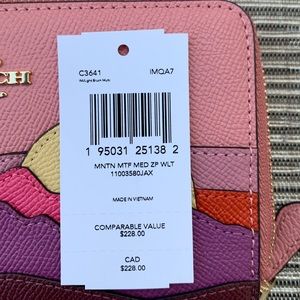 CH
C3641 IMQA7
IM/Light Blush Multi
1 95031 25138 2
MNTN MTF MED ZP WLT
11003580JAX
MADE IN VIETNAM
COMPARABLE VALUE
$228.00
CAD
$228.00